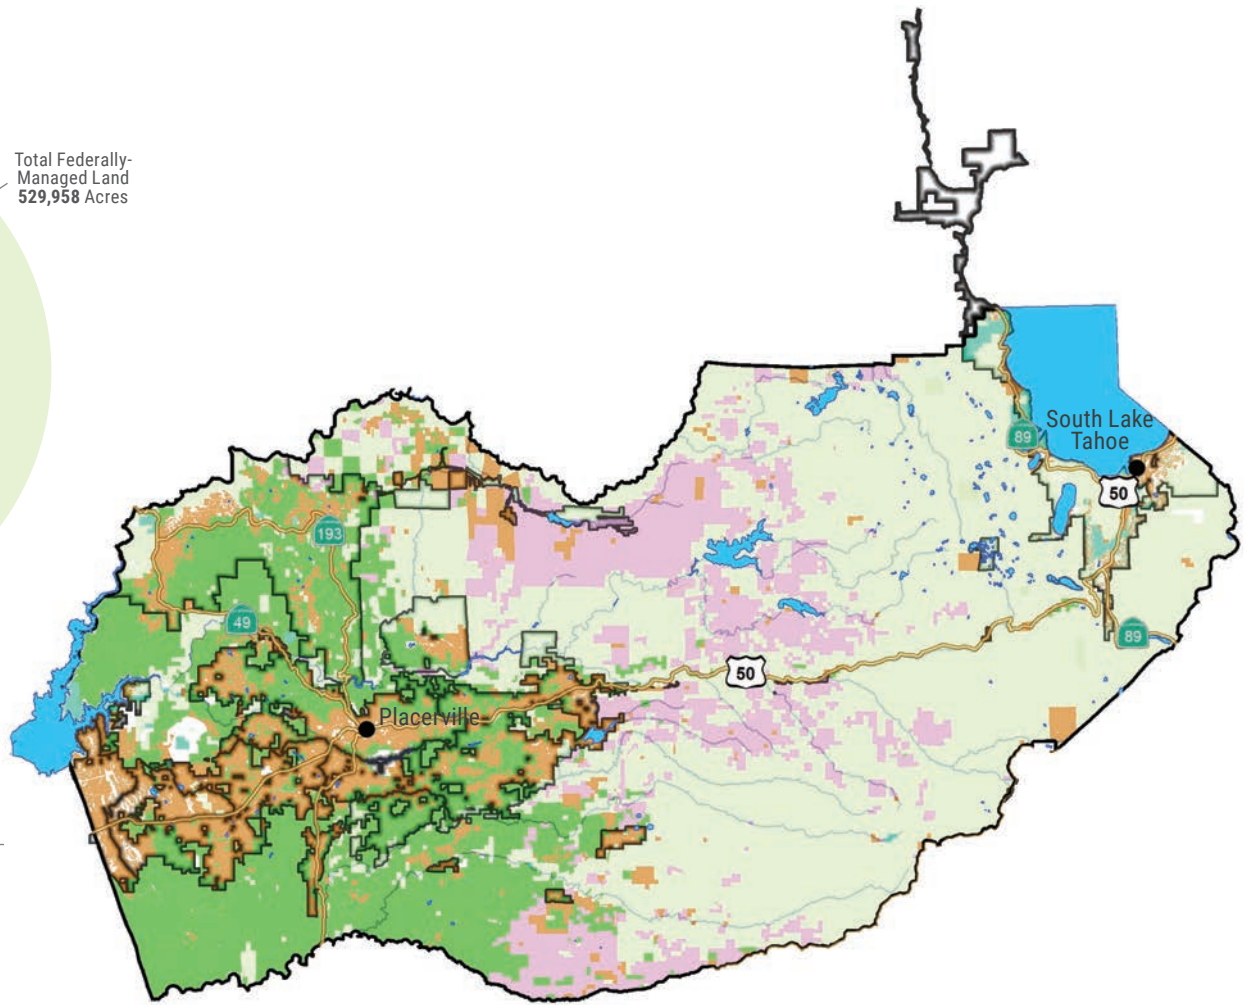 Total Federally-
Managed Land
529,958 Acres
South Lake
Tahoe
89
50
193
49
89
50
Placerville